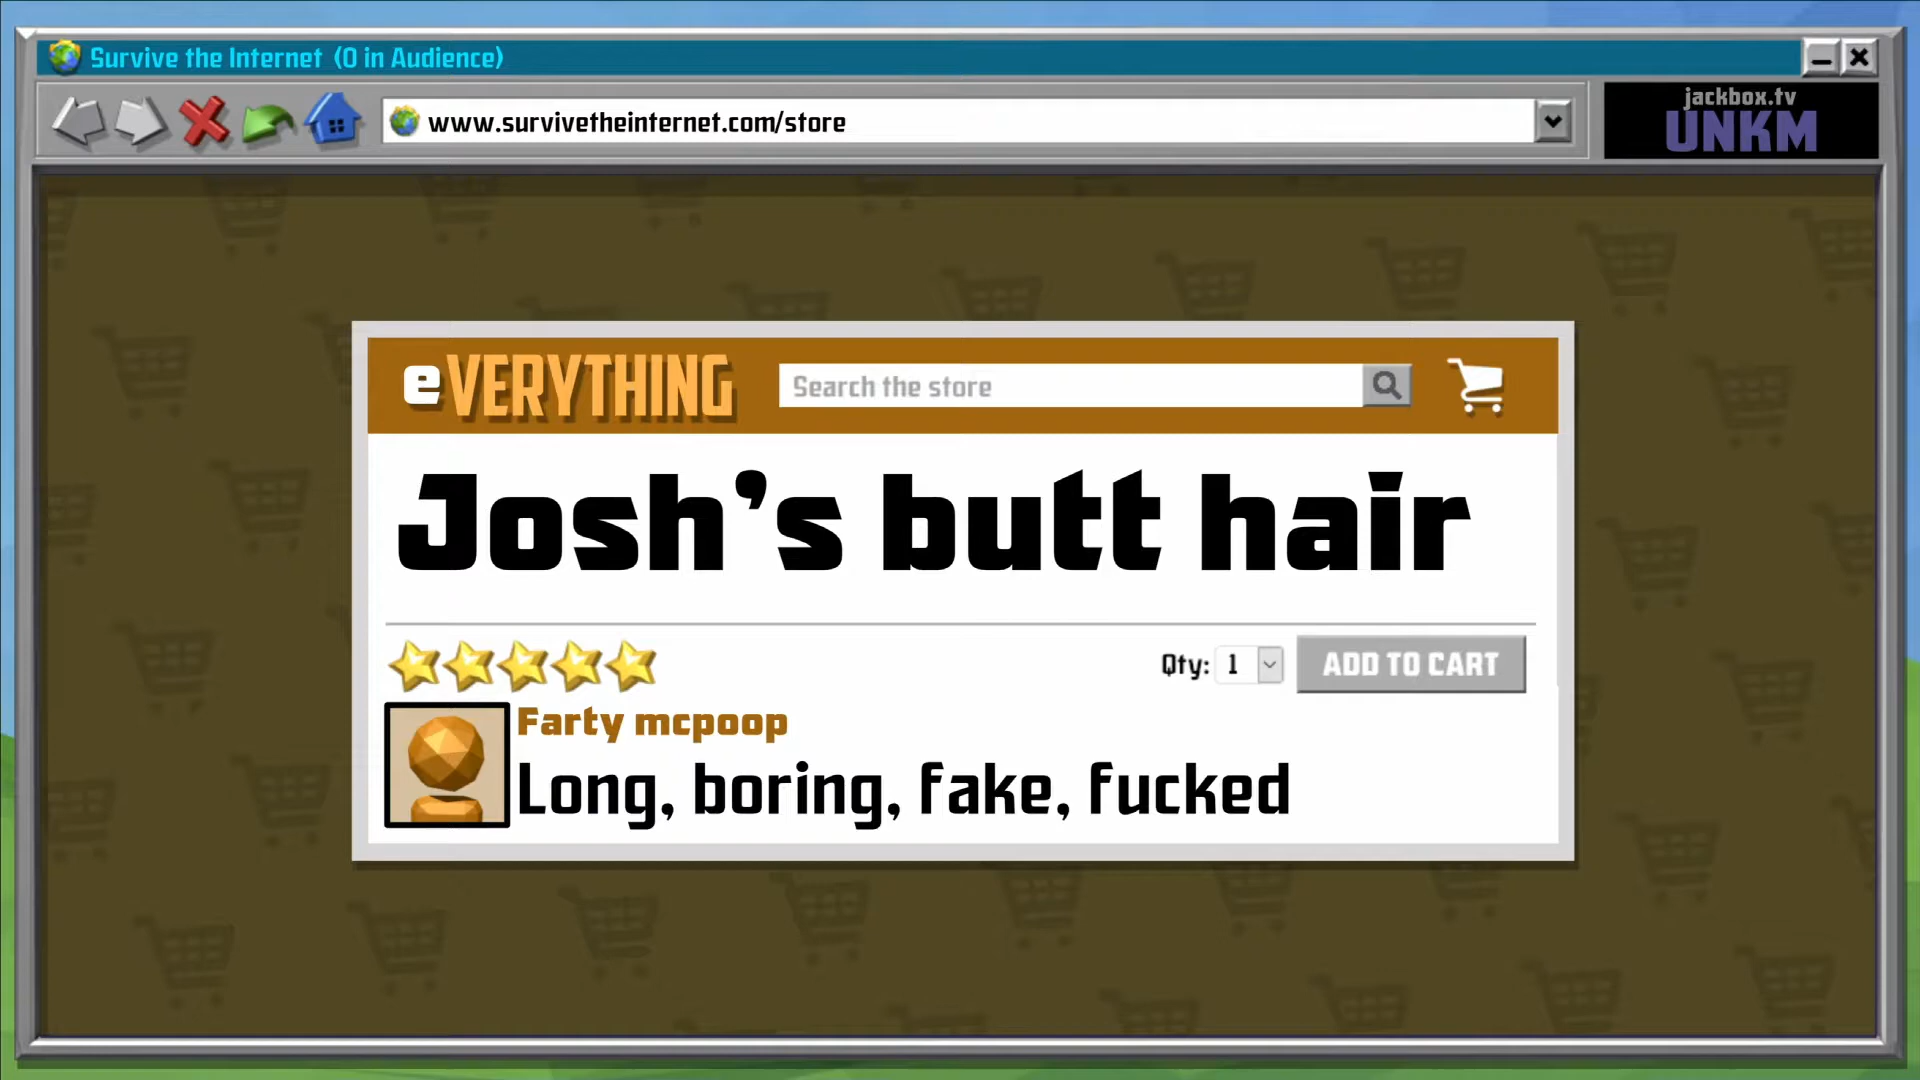 Survive the Internet (0 in Audience)
www.survivetheinternet.com/store
jackbox.tv
UNKM
eVERYTHING
Search the store
Josh's butt hair
Qty: 1
ADD TO CART
Farty mcpoop
Long, boring, fake, fucked